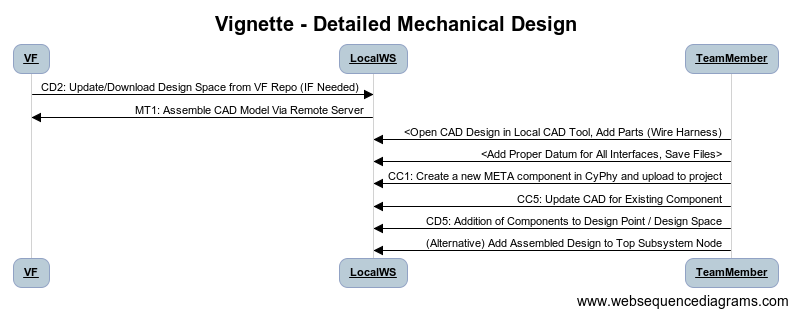 Vignette - Detailed Mechanical Design
VF LocalWS TeamMember
CD2: Update/Download Design Space from VF Repo (IF Needed)
MT1: Assemble CAD Model Via Remote Server
<Open CAD Design in Local CAD Tool, Add Parts (Wire Harness)
<Add Proper Datum for All Interfaces, Save Files>
CC1: Create a new META component in CyPhy and upload to project
CC5: Update CAD for Existing Component
CD5: Addition of Components to Design Point / Design Space
(Alternative) Add Assembled Design to Top Subsystem Node
VF LocalWS TeamMember
www.websequencediagrams.com